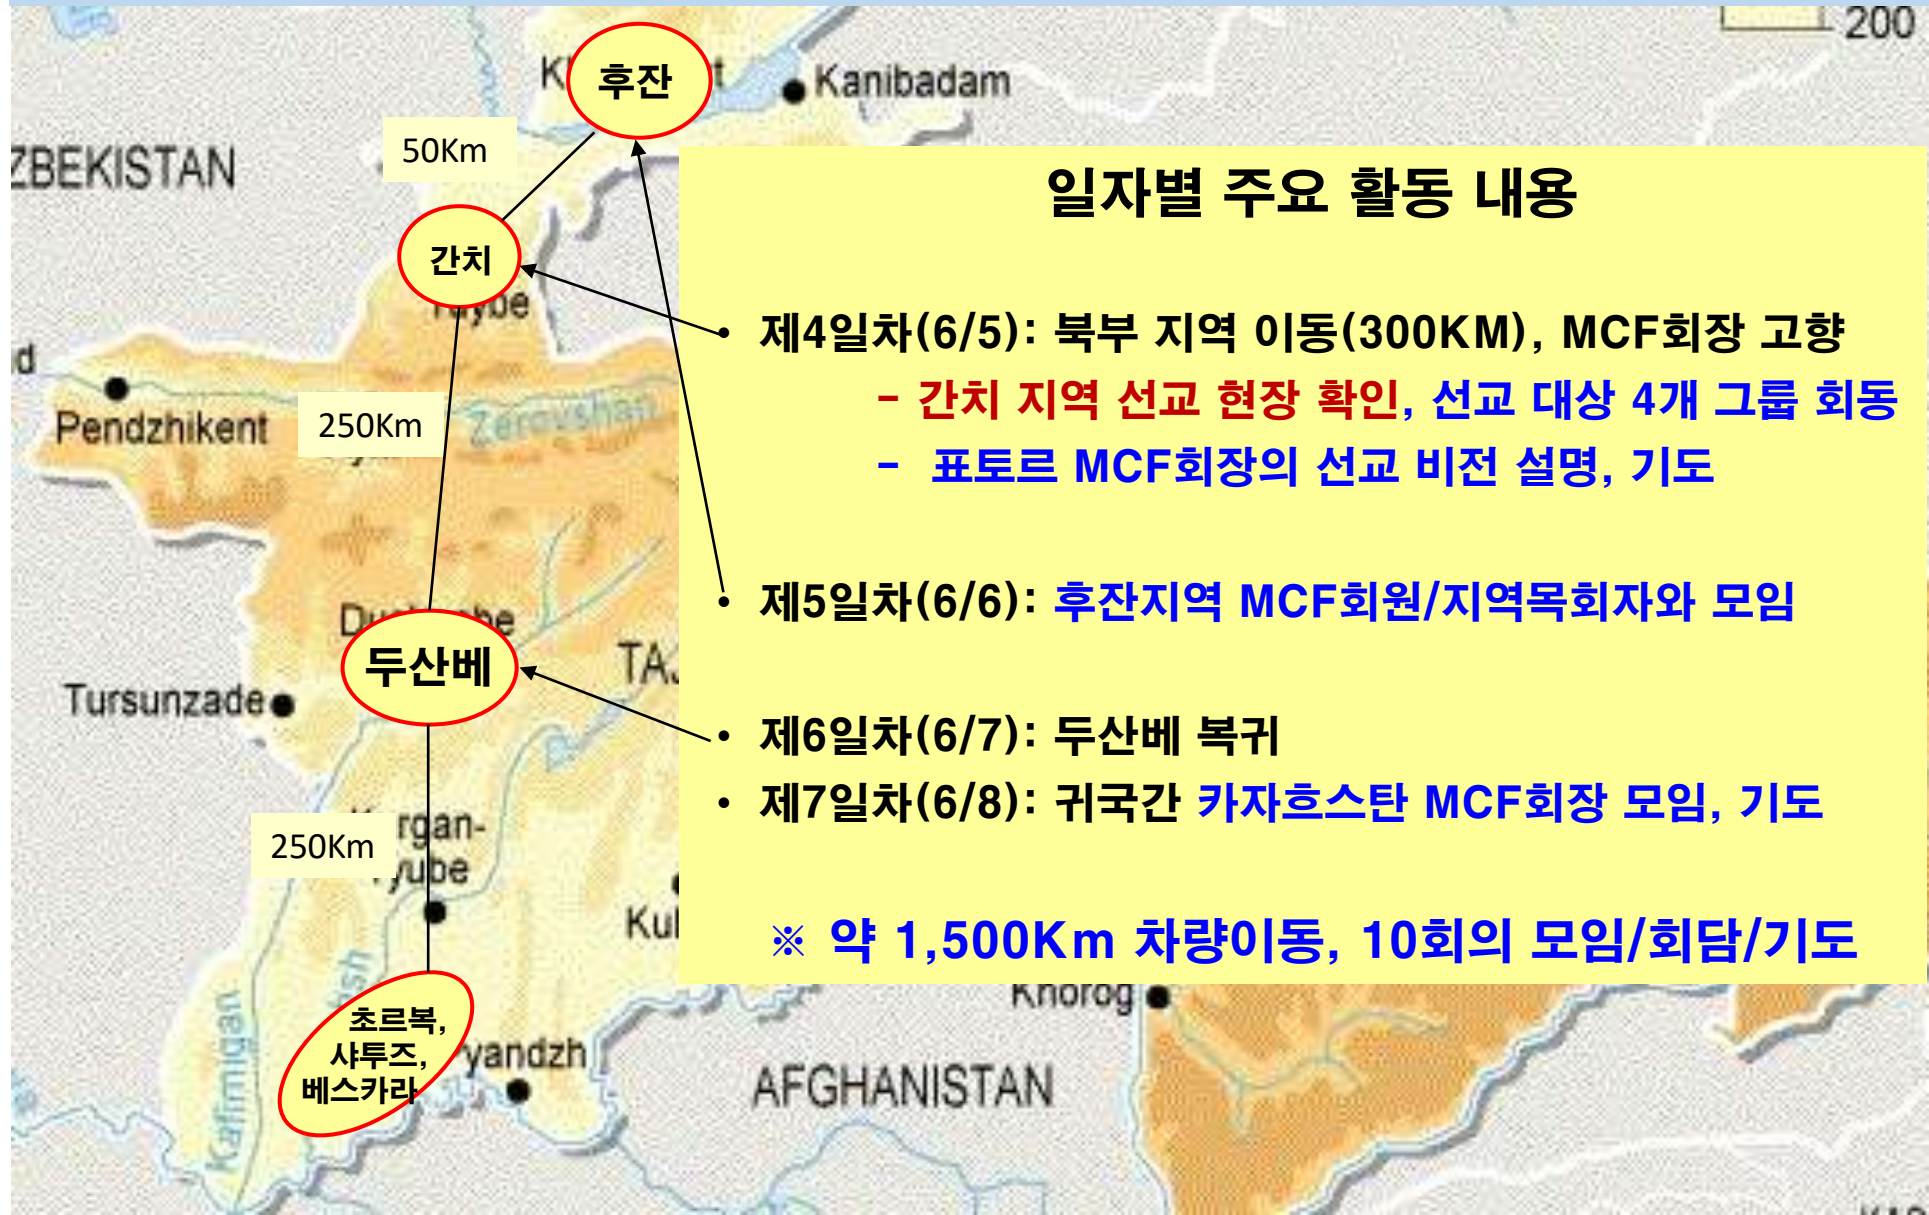 200
후잔
Kanibadam
50Km
ZBEKISTAN
일자별 주요 활동 내용
간치
• 제4일차(6/5): 북부 지역 이동(300KM), MCF회장 고향
- 간치 지역 선교 현장 확인, 선교 대상 4개 그룹 회동
- 표토르 MCF회장의 선교 비전 설명, 기도
Pendzhikent
250Km
Zeravshan
• 제5일차(6/6): 후잔지역 MCF회원/지역목회자와 모임
두산베
Tursunzade
• 제6일차(6/7): 두산베 복귀
• 제7일차(6/8): 귀국간 카자흐스탄 MCF회장 모임, 기도
250Km
rgan-
yube
※ 약 1,500Km 차량이동, 10회의 모임/회담/기도
Khorog
초르복,
샤투즈,
베스카라
Kafirnigan
yandzh
AFGHANISTAN